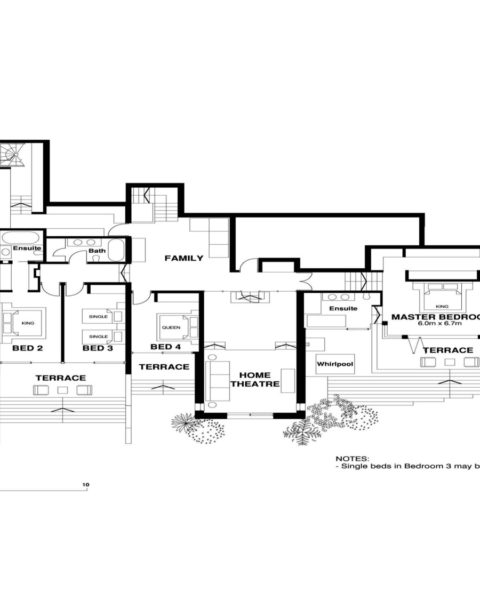 Ensuite
Bath
FAMILY
KING
BED 2
SINGLE
SINGLE
BED 3
QUEEN
BED 4
TERRACE
TERRACE
HOME
THEATRE
Ensuite
Whirlpool
KING
MASTER BEDROO
6.0m x 6.7m
TERRACE
NOTES:
- Single beds in Bedroom 3 may b
10